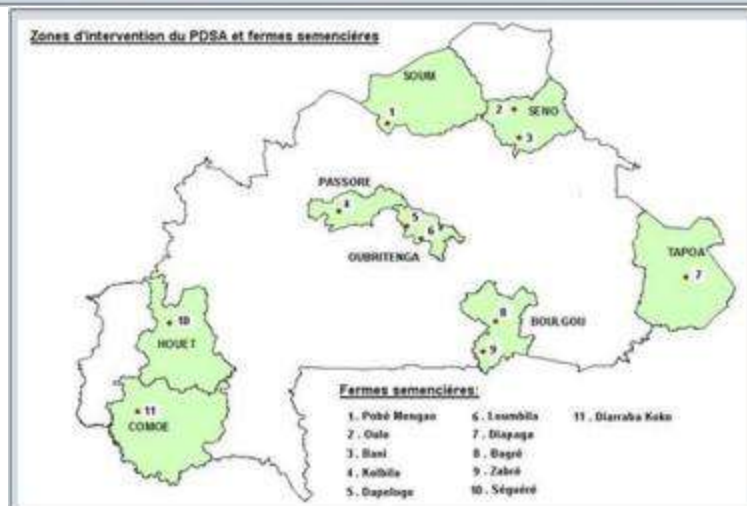 Zones d'intervention du PDSA et fermes semencières
SOUM
2 SENO
1
3
PASSORE
4
5
6
OUBRITENGA
TAPOA
7
8
BOULGOU
10
HOUET
9
Fermes semencières:
11
COMOE
1. Pobé Mengao 6. Loumbila 11. Diarraba Koko
2. Oulo 7. Diapaga
3. Bani 8. Bagré
4. Kolbila 9. Zabré
5. Dapelogo 10. Séguéré